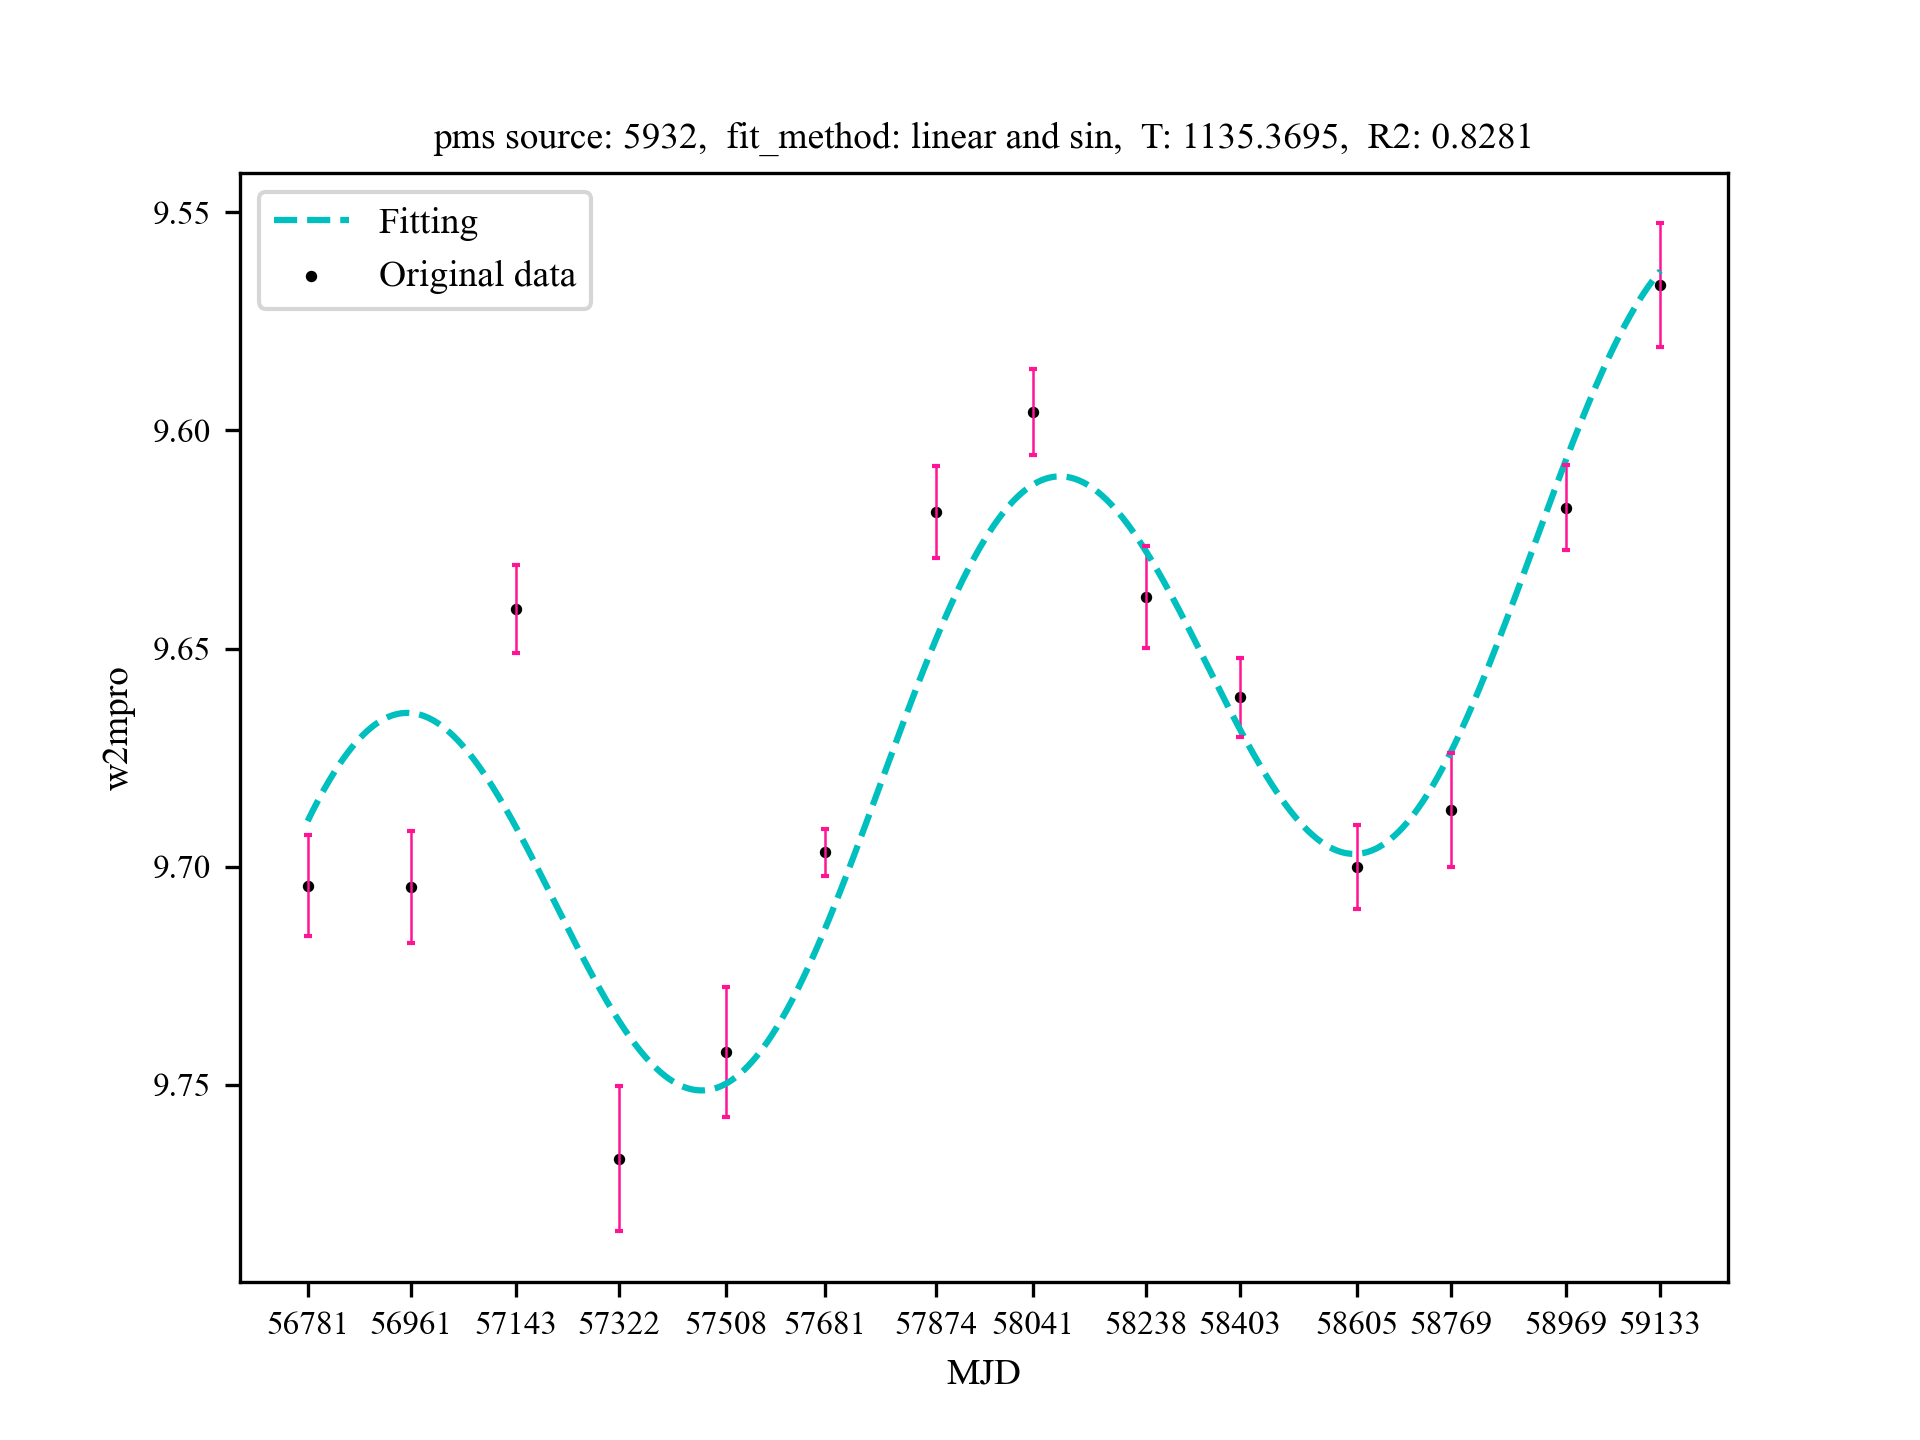 pms source: 5932,  fit_method: linear and sin,  T: 1135.3695,  R2: 0.8281
Fitting
Original data
9.55
9.60
9.65
9.70
9.75
w2mpro
56781 56961 57143 57322 57508 57681 57874 58041 58238 58403 58605 58769 58969 59133
MJD